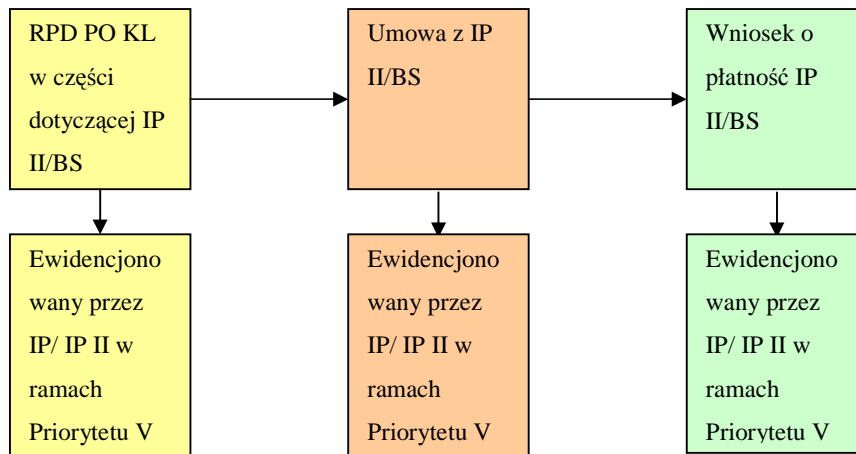 RPD PO KL
w części
dotyczącej IP
II/BS
Umowa z IP
II/BS
Wniosek o
płatność IP
II/BS
Ewidencjono
wany przez
IP/ IP II w
ramach
Priorytetu V
Ewidencjono
wany przez
IP/ IP II w
ramach
Priorytetu V
Ewidencjono
wany przez
IP/ IP II w
ramach
Priorytetu V